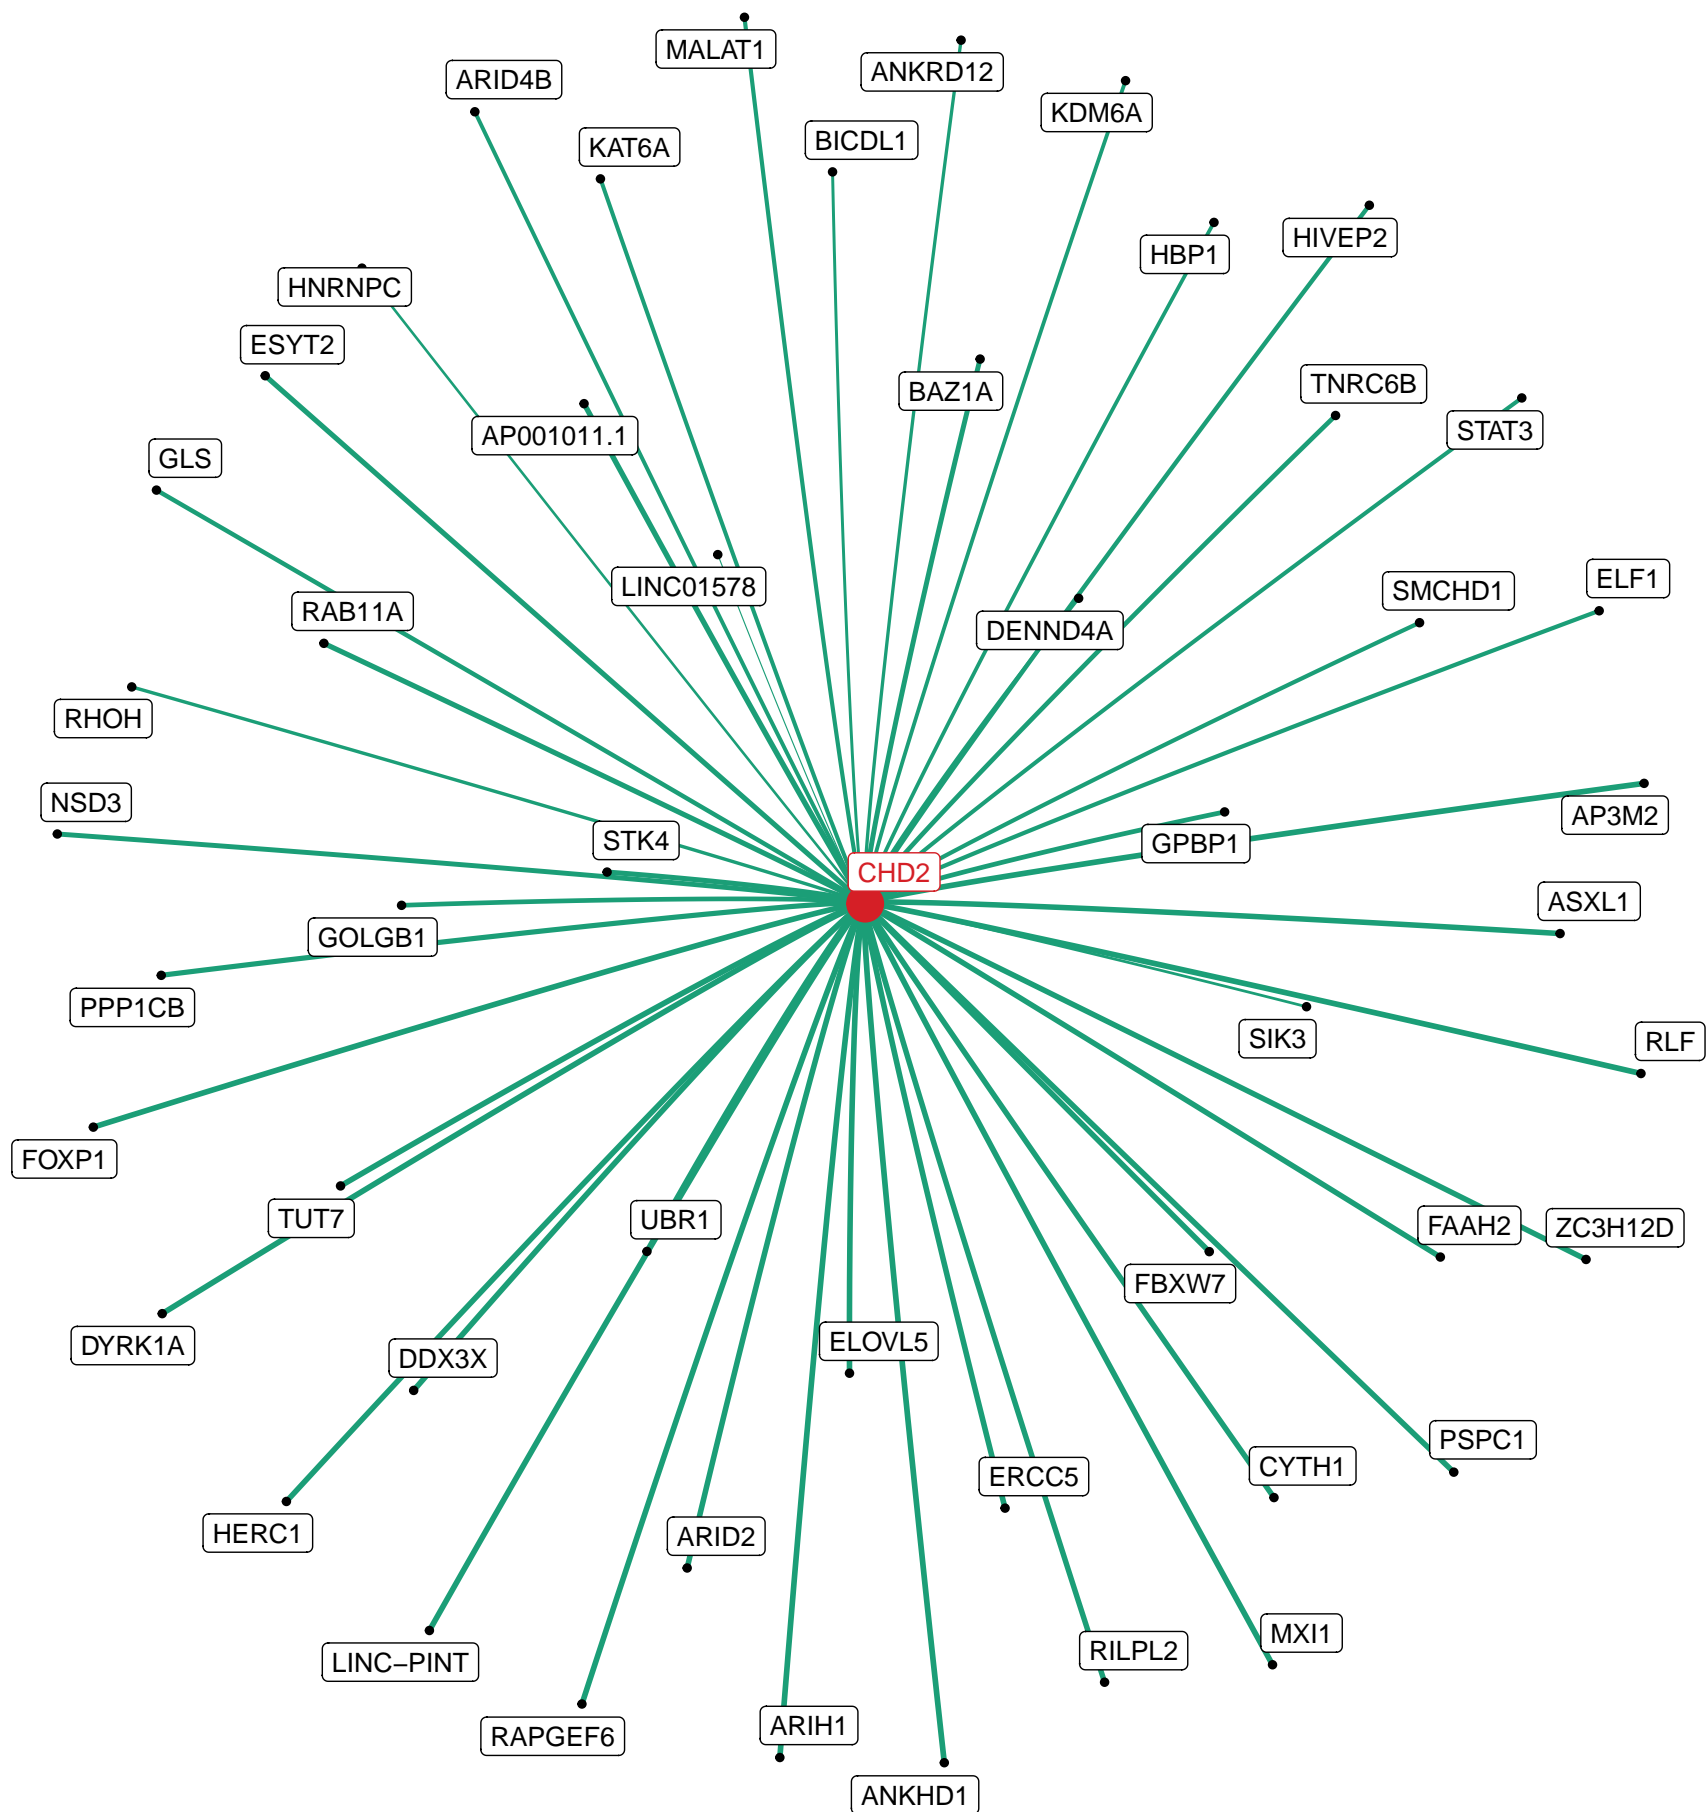 MALAT1
ANKRD12
ARID4B
KDM6A
BICDL1
KAT6A
HIVEP2
HBP1
HNRNPC
ESYT2
TNRC6B
BAZ1A
STAT3
AP001011.1
GLS
ELF1
LINC01578
SMCHD1
RAB11A
DENND4A
RHOH
NSD3
AP3M2
STK4
GPBP1
CHD2
ASXL1
GOLGB1
PPP1CB
SIK3
RLF
FOXP1
TUT7
UBR1
FAAH2
ZC3H12D
FBXW7
ELOVL5
DYRK1A
DDX3X
PSPC1
CYTH1
ERCC5
HERC1
ARID2
MXI1
RILPL2
LINC−PINT
ARIH1
RAPGEF6
ANKHD1